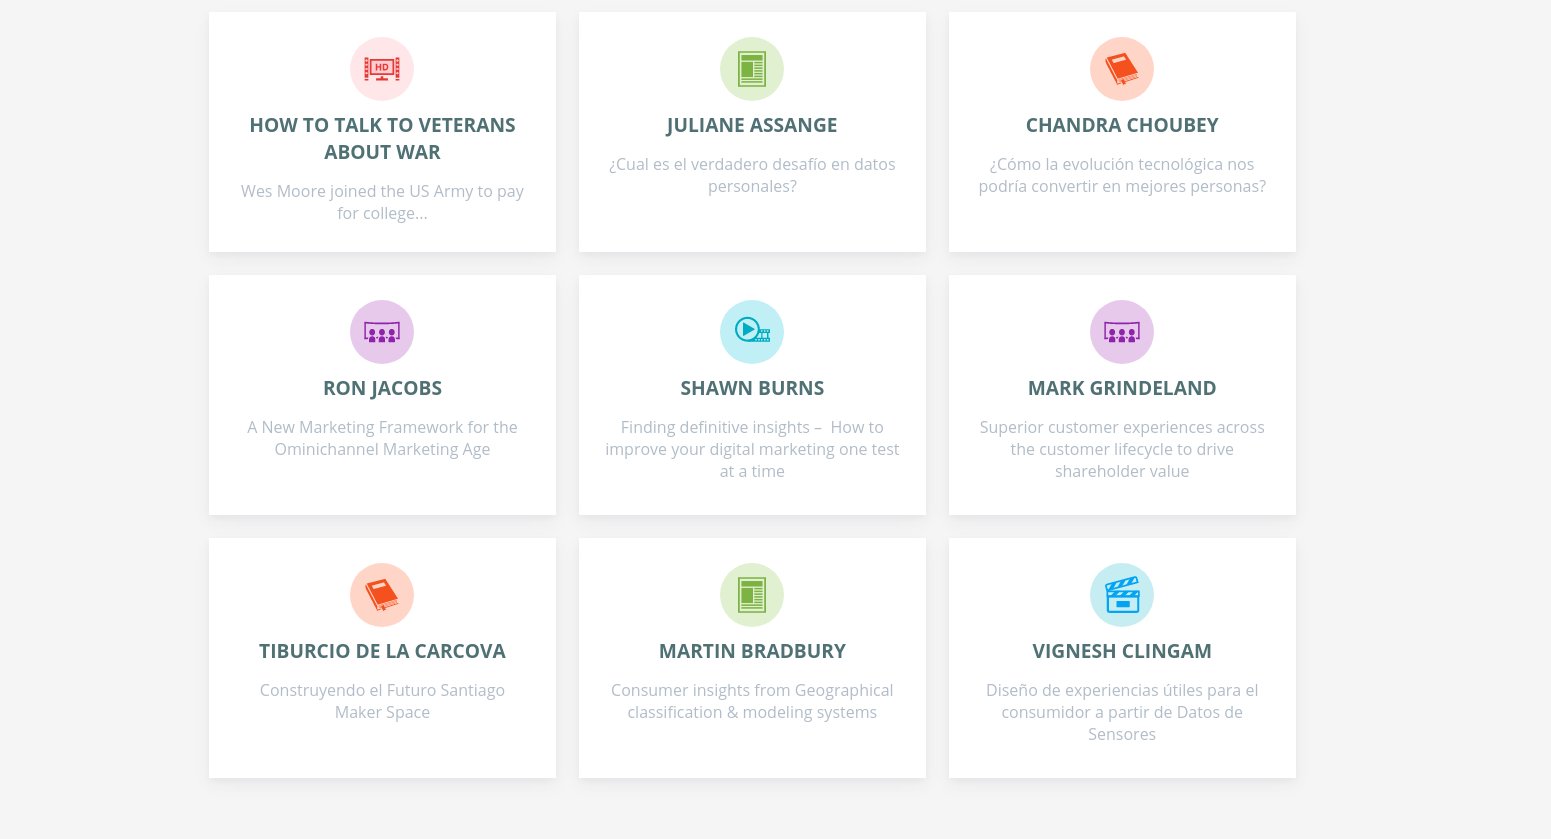 HD
HOW TO TALK TO VETERANS
ABOUT WAR
Wes Moore joined the US Army to pay
for college...
JULIANE ASSANGE
¿Cual es el verdadero desafío en datos
personales?
CHANDRA CHOUBEY
¿Cómo la evolución tecnológica nos
podría convertir en mejores personas?
RON JACOBS
A New Marketing Framework for the
Ominichannel Marketing Age
SHAWN BURNS
Finding definitive insights –  How to
improve your digital marketing one test
at a time
MARK GRINDELAND
Superior customer experiences across
the customer lifecycle to drive
shareholder value
TIBURCIO DE LA CARCOVA
Construyendo el Futuro Santiago
Maker Space
MARTIN BRADBURY
Consumer insights from Geographical
classification & modeling systems
VIGNESH CLINGAM
Diseño de experiencias útiles para el
consumidor a partir de Datos de
Sensores